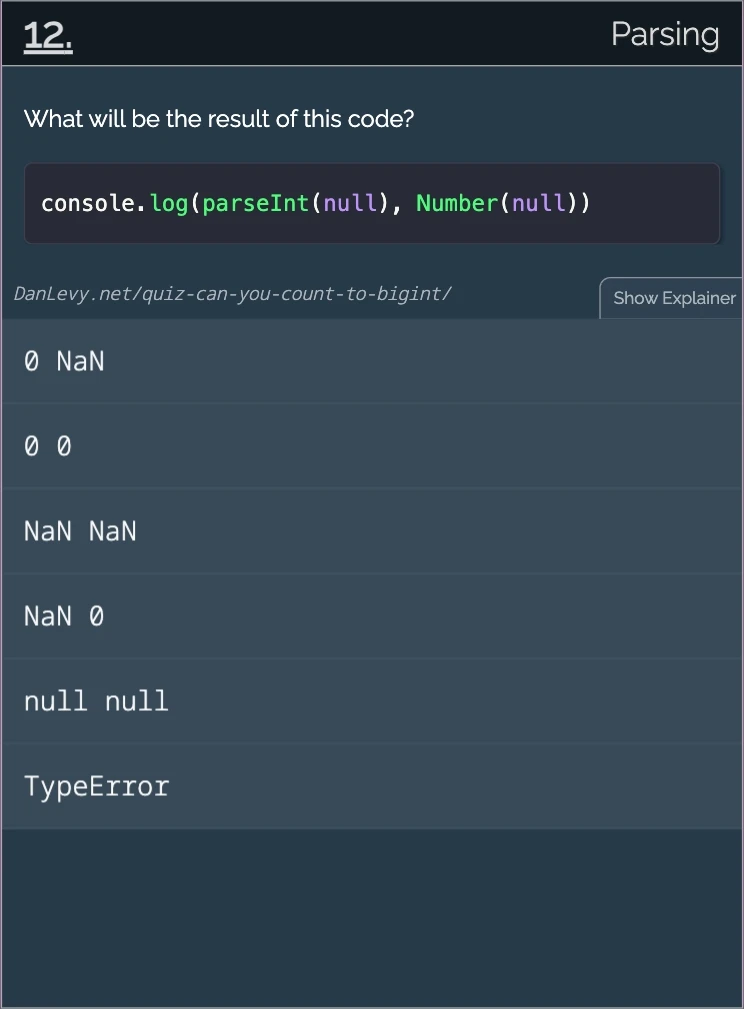 12.
Parsing
What will be the result of this code?
console.log(parseInt(null), Number(null))
DanLevy.net/quiz-can-you-count-to-bigint/
Show Explainer
0 NaN
0 0
NaN NaN
NaN 0
null null
TypeError